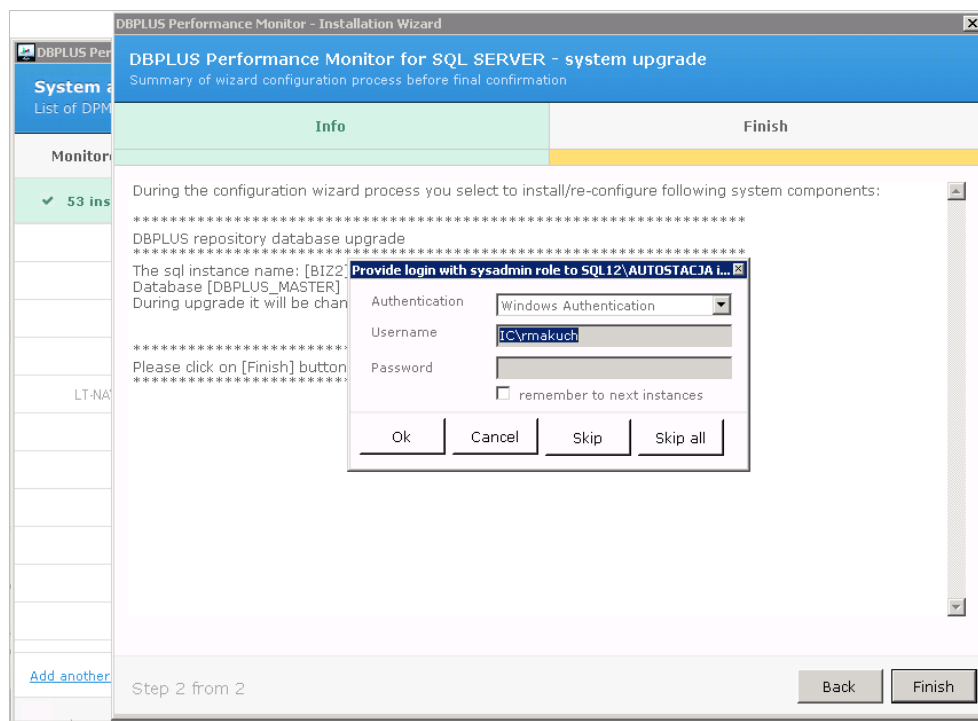 DBPLUS Performance Monitor - Installation Wizard
DBPLUS Per
System a
List of DPM
Monitor
53 ins
LT-NA
Add another
DBPLUS Performance Monitor for SQL SERVER - system upgrade
Summary of wizard configuration process before final confirmation
Info
Finish
During the configuration wizard process you select to install/re-configure following system components:
*******************************************************************
DBPLUS repository database upgrade
*******************************************************************
The sql instance name: [BIZ2]
Database [DBPLUS_MASTER]
During upgrade it will be chan
************************
Please click on [Finish] button
************************
Provide login with sysadmin role to SQL12\AUTOSTACJA i...
Authentication
Windows Authentication
Username
IC\rmakuch
Password
remember to next instances
Ok
Cancel
Skip
Skip all
Step 2 from 2
Back
Finish